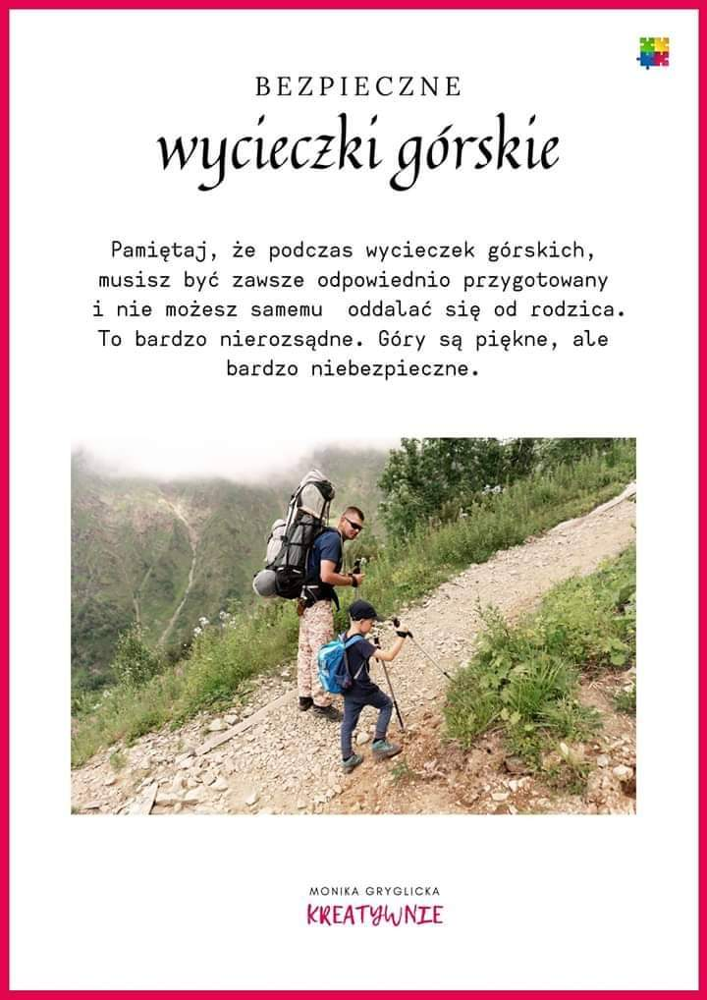 BEZPIECZNE
wycieczki górskie
Pamiętaj, że podczas wycieczek górskich,
musisz być zawsze odpowiednio przygotowany
i nie możesz samemu oddalać się od rodzica.
To bardzo nierozsądne. Góry są piękne, ale
bardzo niebezpieczne.
MONIKA GRYGLICKA
KREATYWNIE